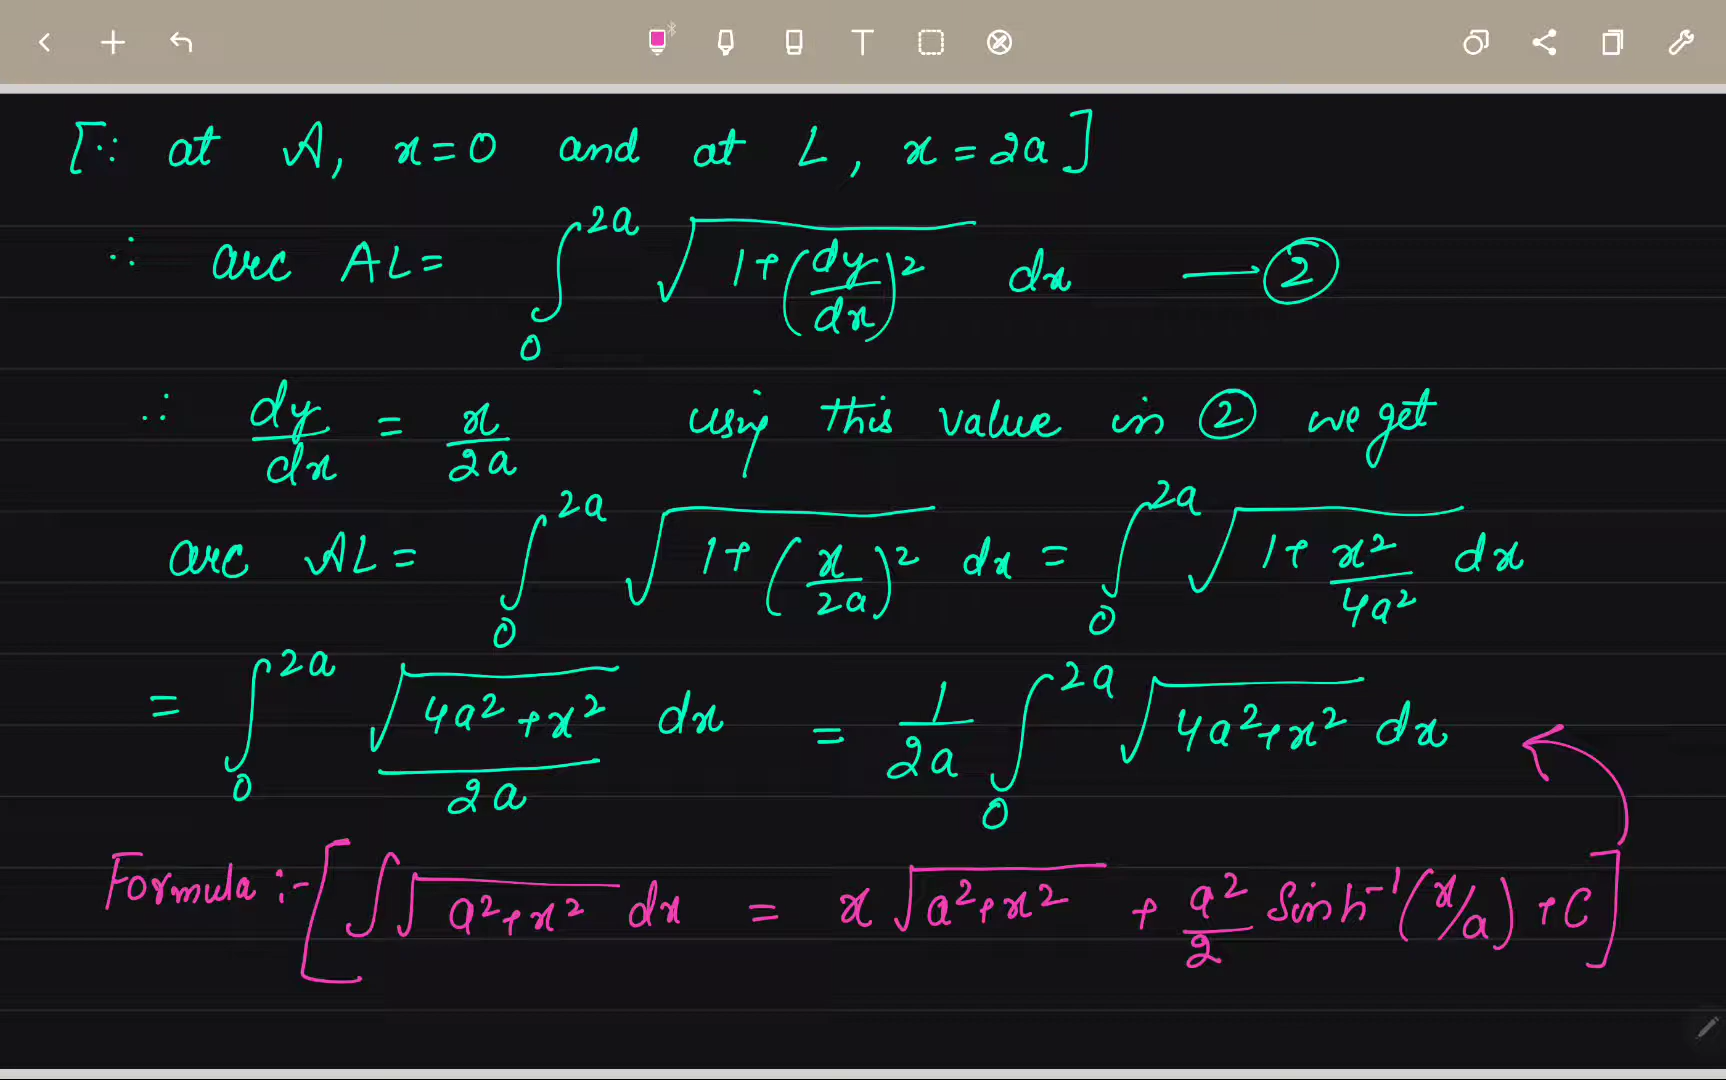 [∵ at A, x=0 and at L, x=2a]
∴ arc AL = ∫₀^{2a} √(1+(dy/dx)²) dx → ②
∴ dy/dx = x/2a using this value in ② we get
arc AL = ∫₀^{2a} √(1+(x/2a)²) dx = ∫₀^{2a} √(1+x²/4a²) dx
= ∫₀^{2a} √(4a²+x²)/2a dx = 1/2a ∫₀^{2a} √(4a²+x²) dx
Formula :- [∫√(a²+x²) dx = x√(a²+x²) + a²/2 Sinh⁻¹(x/a) + C]